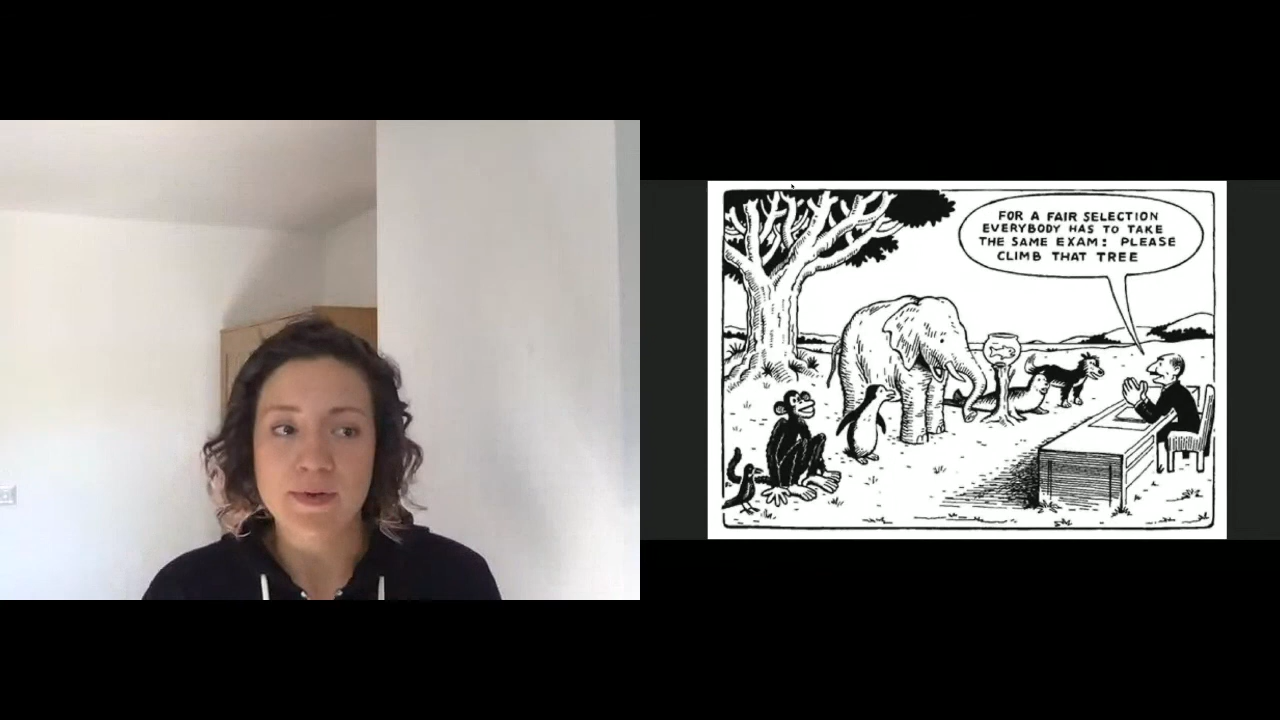 FOR A FAIR SELECTION
EVERYBODY HAS TO TAKE
THE SAME EXAM: PLEASE
CLIMB THAT TREE